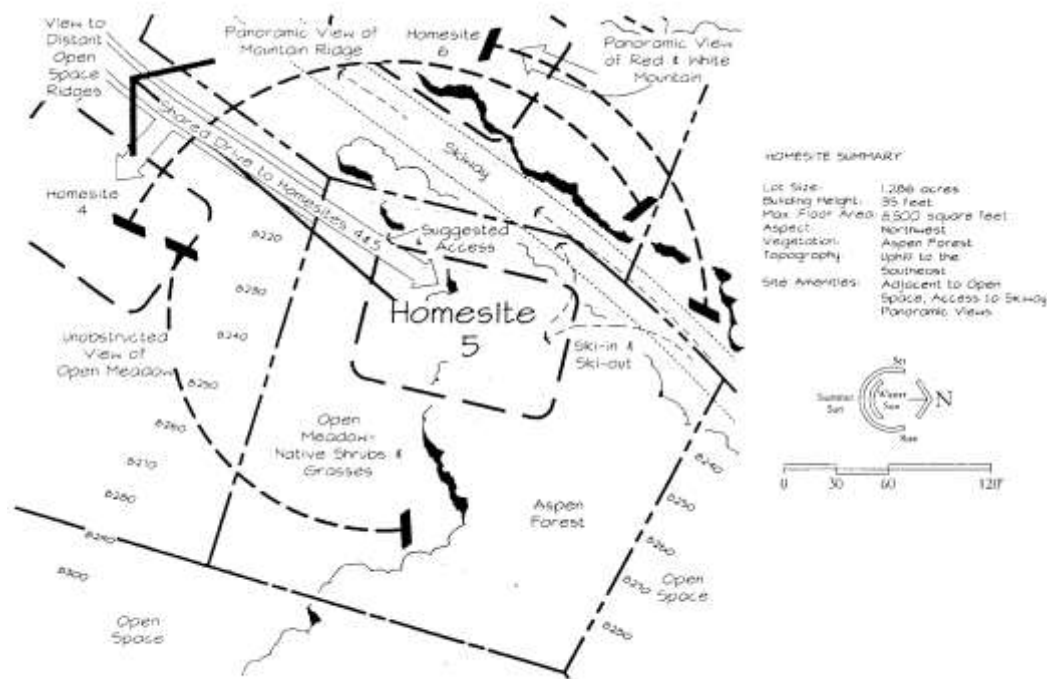 View to
Distant
Open
Space
Ridges
Panoramic View of
Mountain Ridge
Homesite
6
Panoramic View
of Red & White
Mountain
Shared Drive to Homesites 4&5
Skiway
Homesite
4
Suggested
Access
Homesite
5
Ski-in &
Ski-out
Unobstructed
View of
Open Meadow
Open
Meadow-
Native Shrubs &
Grasses
Aspen
Forest
Open
Space
Open
Space
8220
8230
8240
8250
8260
8270
8280
8290
8300
8240
8250
8260
8270
8280
HOMESITE SUMMARY
Lot Size: 1.286 acres
Building Height: 35 feet
Max. Floor Area: 8,500 square feet
Aspect: Northwest
Vegetation: Aspen Forest
Topography Uphill to the
Southeast
Site Amenities: Adjacent to Open
Space, Access to Skiway
Panoramic Views
Set
Summer
Sun
Winter
Sun
N
Rise
0 30 60 120'